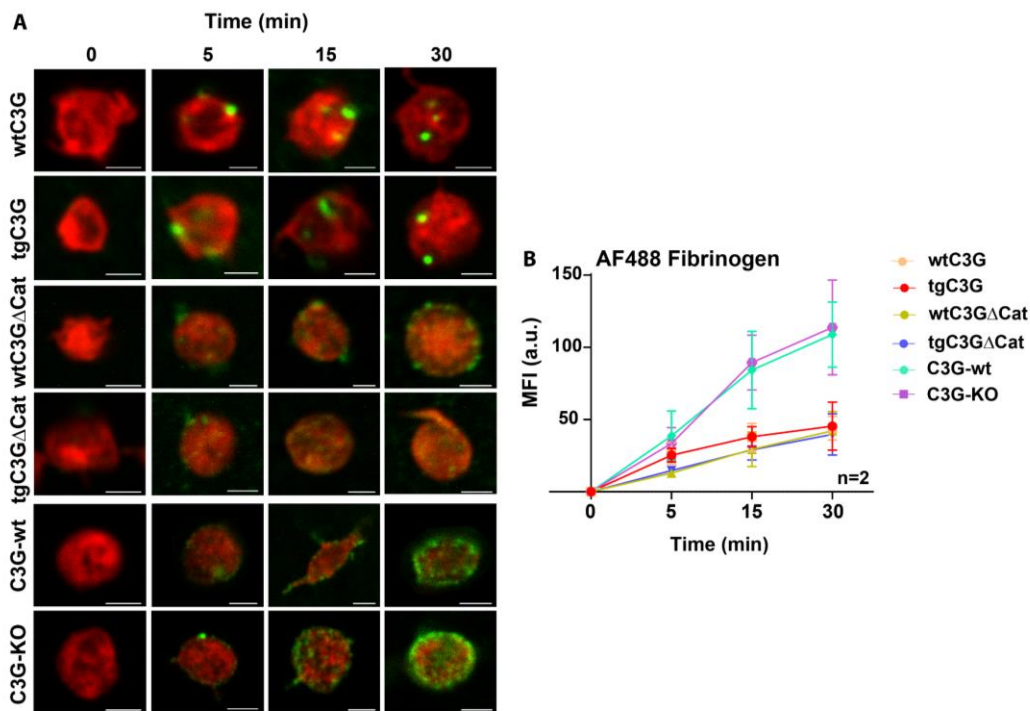 A
Time (min)
0 5 15 30
wtC3G
tgC3G
wtC3GΔCat
tgC3GΔCat
C3G-wt
C3G-KO
B
AF488 Fibrinogen
MFI (a.u.)
150
100
50
0 5 15 30
Time (min)
n=2
wtC3G
tgC3G
wtC3GΔCat
tgC3GΔCat
C3G-wt
C3G-KO